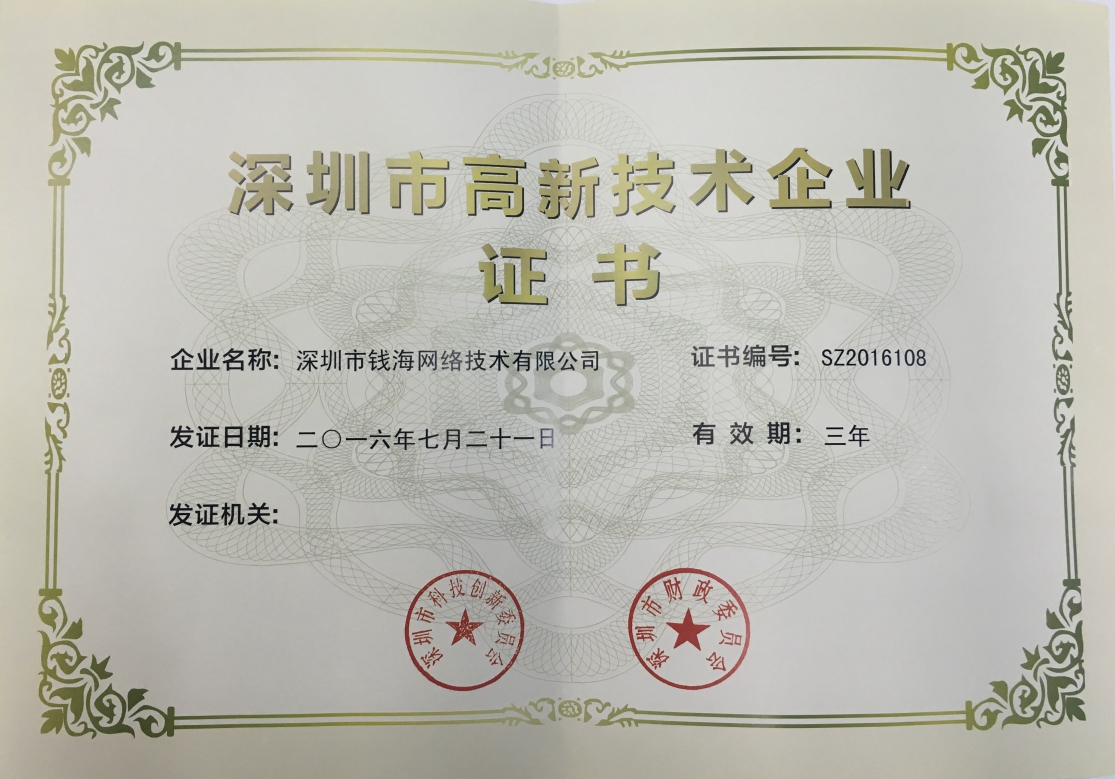 深圳市高新技术企业
证书
企业名称: 深圳市钱海网络技术有限公司
证书编号: SZ2016108
发证日期: 二〇一六年七月二十一日
有效期: 三年
发证机关:
深圳市科技创新委员会
深圳市财政委员会